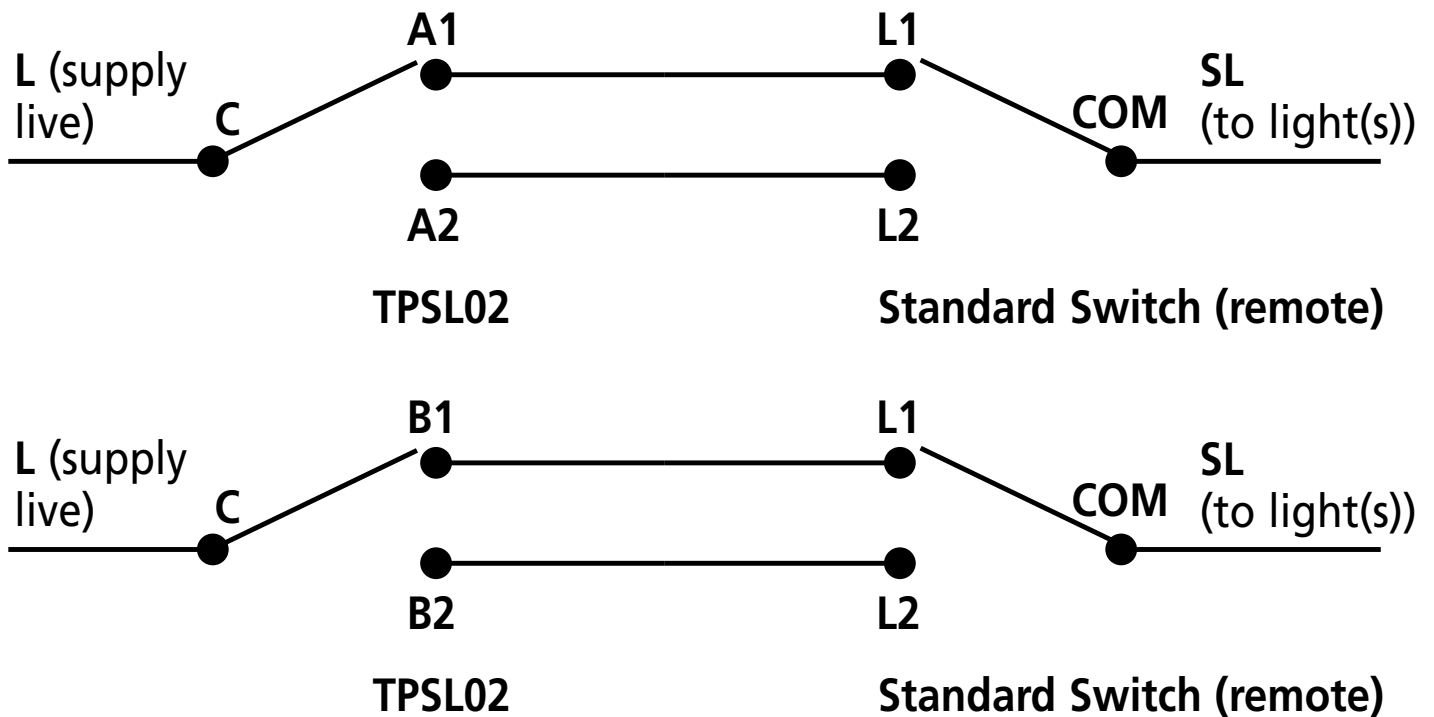 A1
L1
L (supply
live)
C
COM
SL
(to light(s))
A2
L2
TPSL02
Standard Switch (remote)
B1
L1
L (supply
live)
C
COM
SL
(to light(s))
B2
L2
TPSL02
Standard Switch (remote)